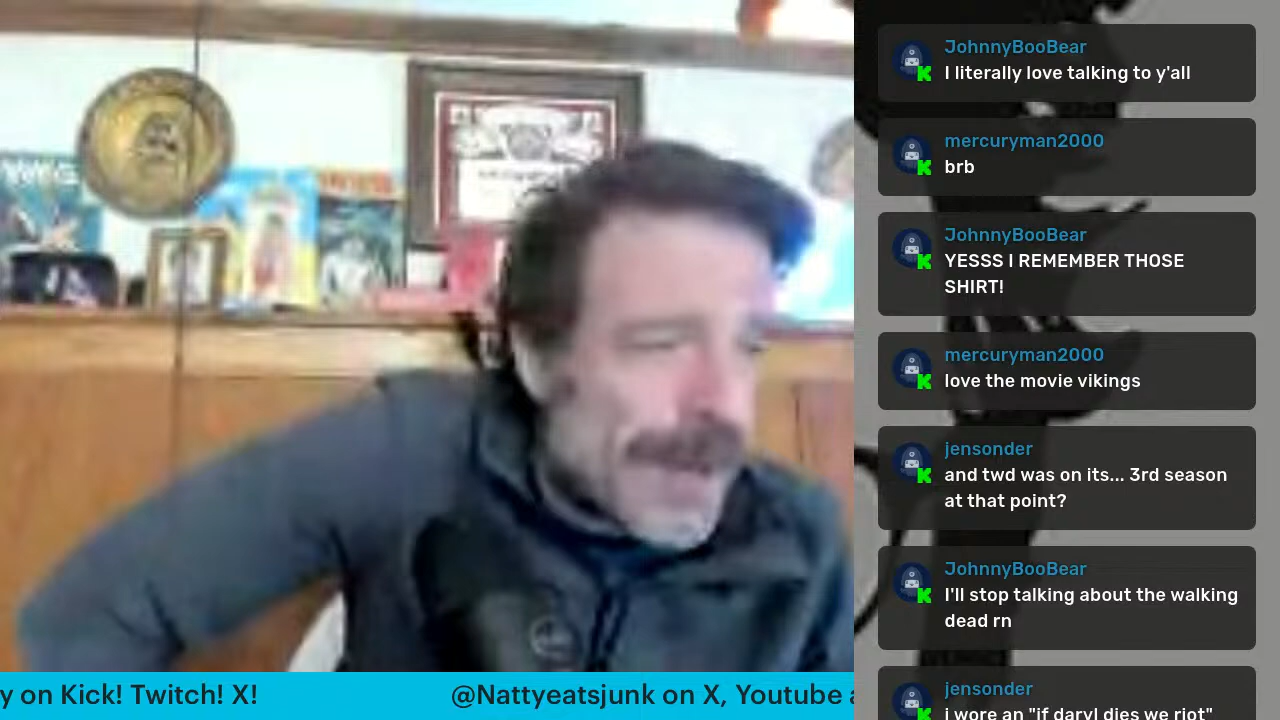 JohnnyBooBear
I literally love talking to y'all
mercuryman2000
brb
JohnnyBooBear
YESSS I REMEMBER THOSE
SHIRT!
mercuryman2000
love the movie vikings
jensonder
and twd was on its... 3rd season
at that point?
JohnnyBooBear
I'll stop talking about the walking
dead rn
jensonder
i wore an "if daryl dies we riot"
y on Kick! Twitch! X!
@Nattyeatsjunk on X, Youtube a